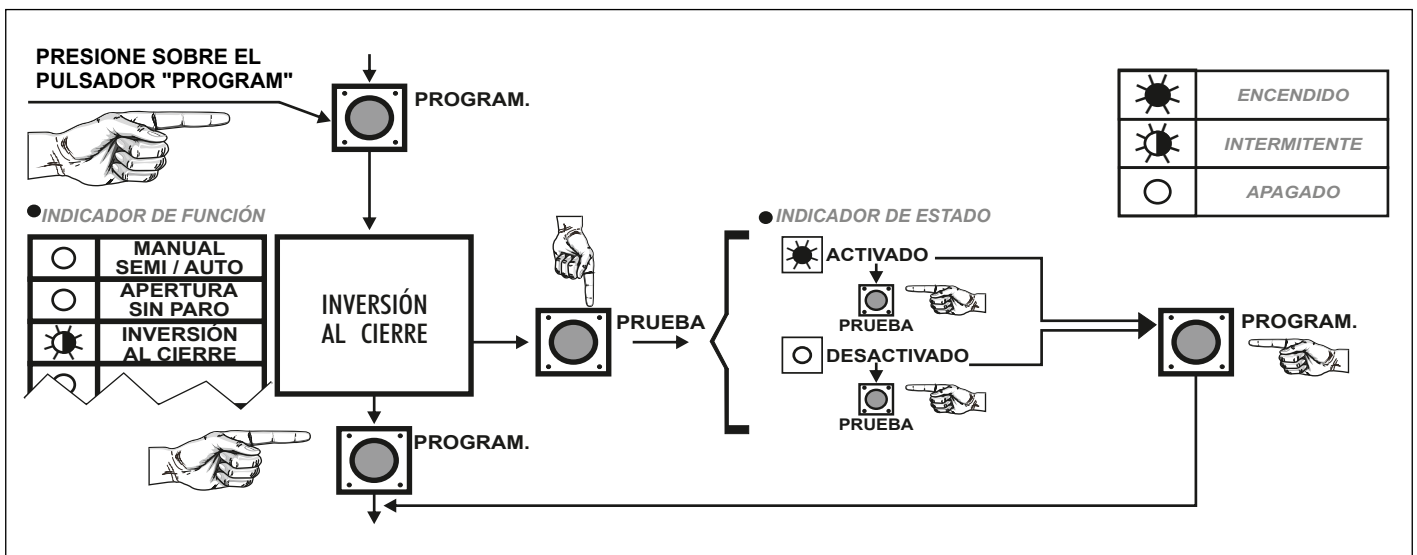 PRESIONE SOBRE EL
PULSADOR "PROGRAM"
PROGRAM.
ENCENDIDO
INTERMITENTE
APAGADO
INDICADOR DE FUNCIÓN
MANUAL
SEMI / AUTO
APERTURA
SIN PARO
INVERSIÓN
AL CIERRE
INVERSIÓN
AL CIERRE
PRUEBA
INDICADOR DE ESTADO
ACTIVADO
PRUEBA
DESACTIVADO
PRUEBA
PROGRAM.
PROGRAM.